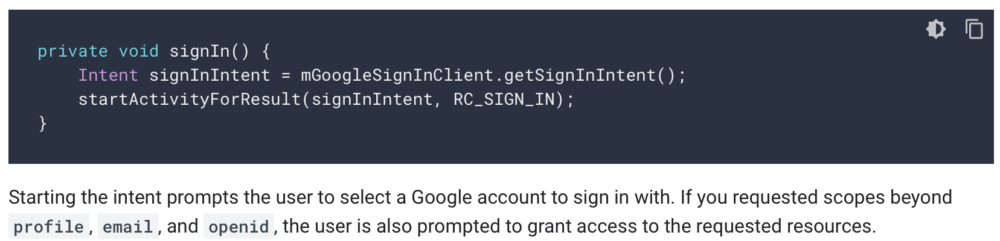 private void signIn() {
    Intent signInIntent = mGoogleSignInClient.getSignInIntent();
    startActivityForResult(signInIntent, RC_SIGN_IN);
}
Starting the intent prompts the user to select a Google account to sign in with. If you requested scopes beyond
profile, email, and openid, the user is also prompted to grant access to the requested resources.